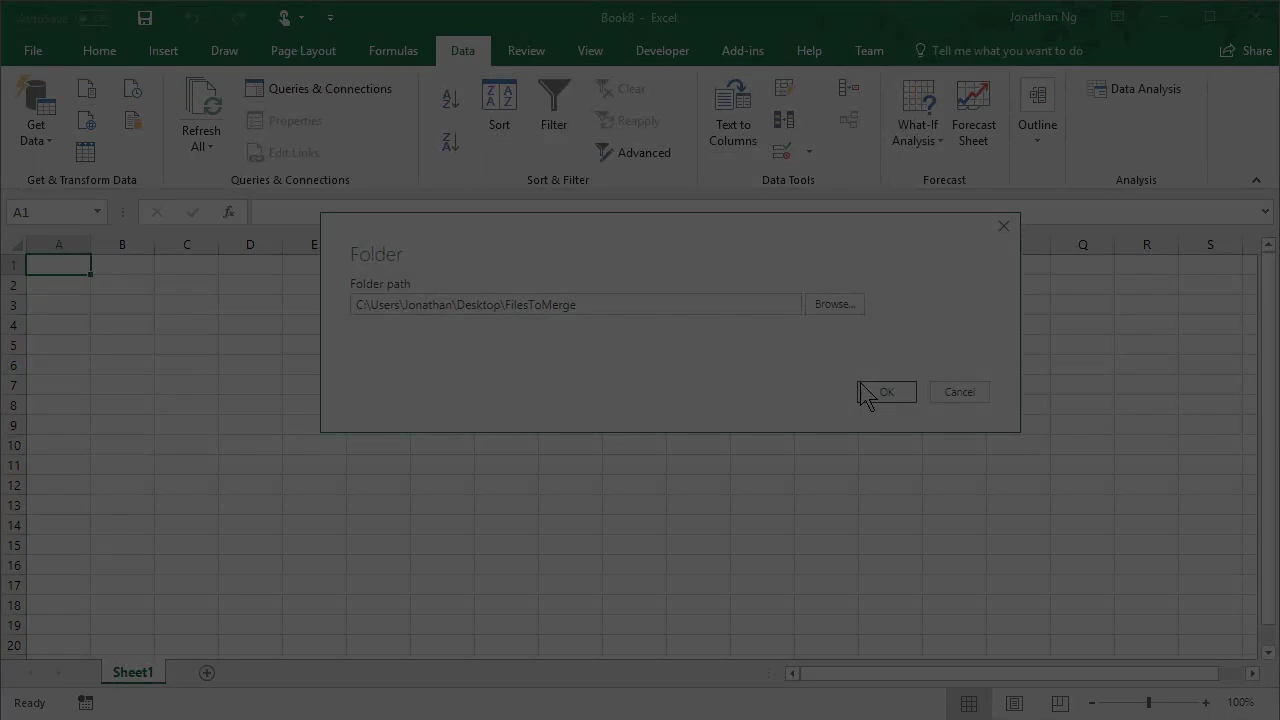 AutoSave Off Book8 - Excel Jonathan Ng
File Home Insert Draw Page Layout Formulas Data Review View Developer Add-ins Help Team Tell me what you want to do Share
Get Data
Refresh All
Queries & Connections
Properties
Edit Links
Sort
Filter
Clear
Reapply
Advanced
Text to Columns
What-If Analysis
Forecast Sheet
Outline
Data Analysis
Get & Transform Data Queries & Connections Sort & Filter Data Tools Forecast Analysis
A1 fx
A B C D E Q R S
1
2
3
4
5
6
7
8
9
10
11
12
13
14
15
16
17
18
19
20
Folder
Folder path
C:\Users\Jonathan\Desktop\FilesToMerge Browse...
OK Cancel
Sheet1
Ready 100%